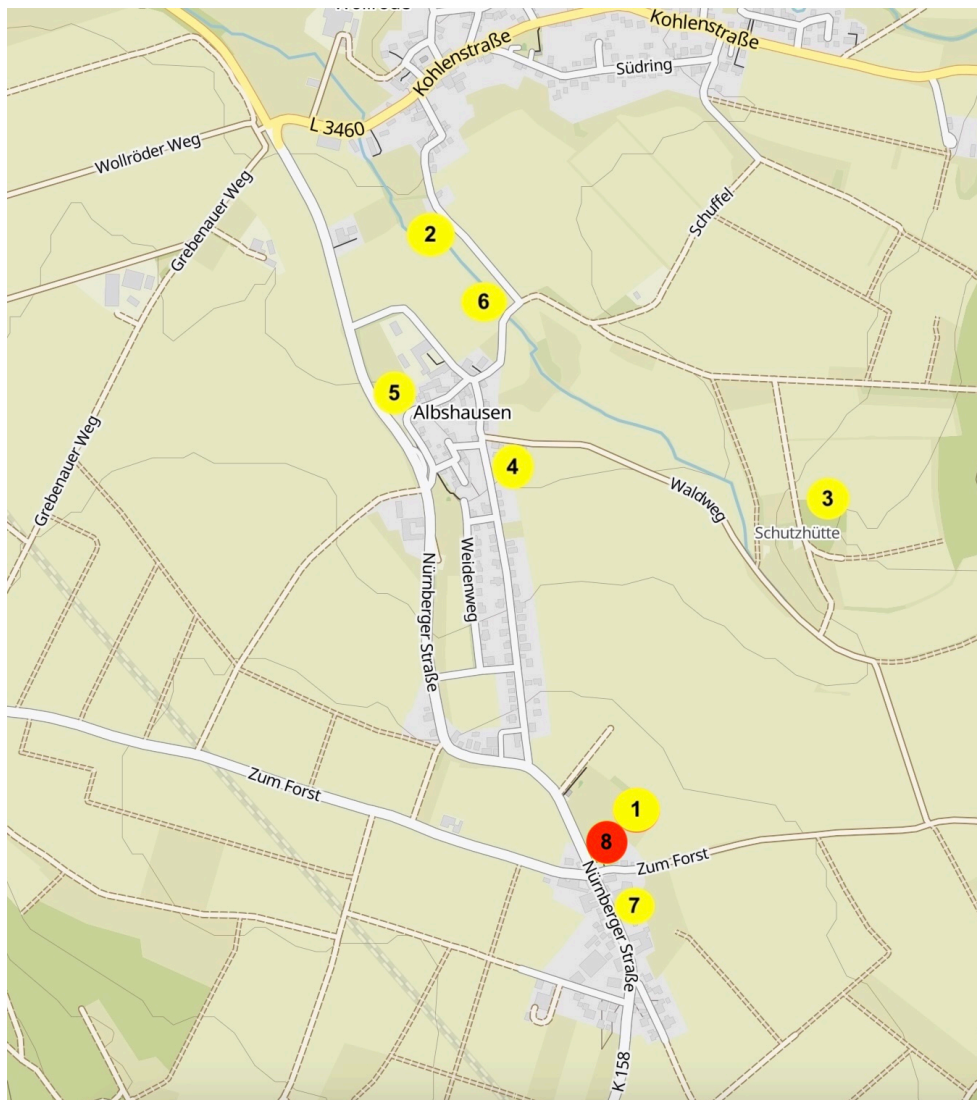 Wollrode
Kohlenstraße
Kohlenstraße
Südring
L 3460
Wollröder Weg
Grebenauer Weg
Schuffel
2
6
5
Albshausen
4
Grebenauer Weg
Waldweg
3
Schutzhütte
Weidenweg
Nürnberger Straße
Zum Forst
1
8
Zum Forst
7
Nürnberger Straße
K 158